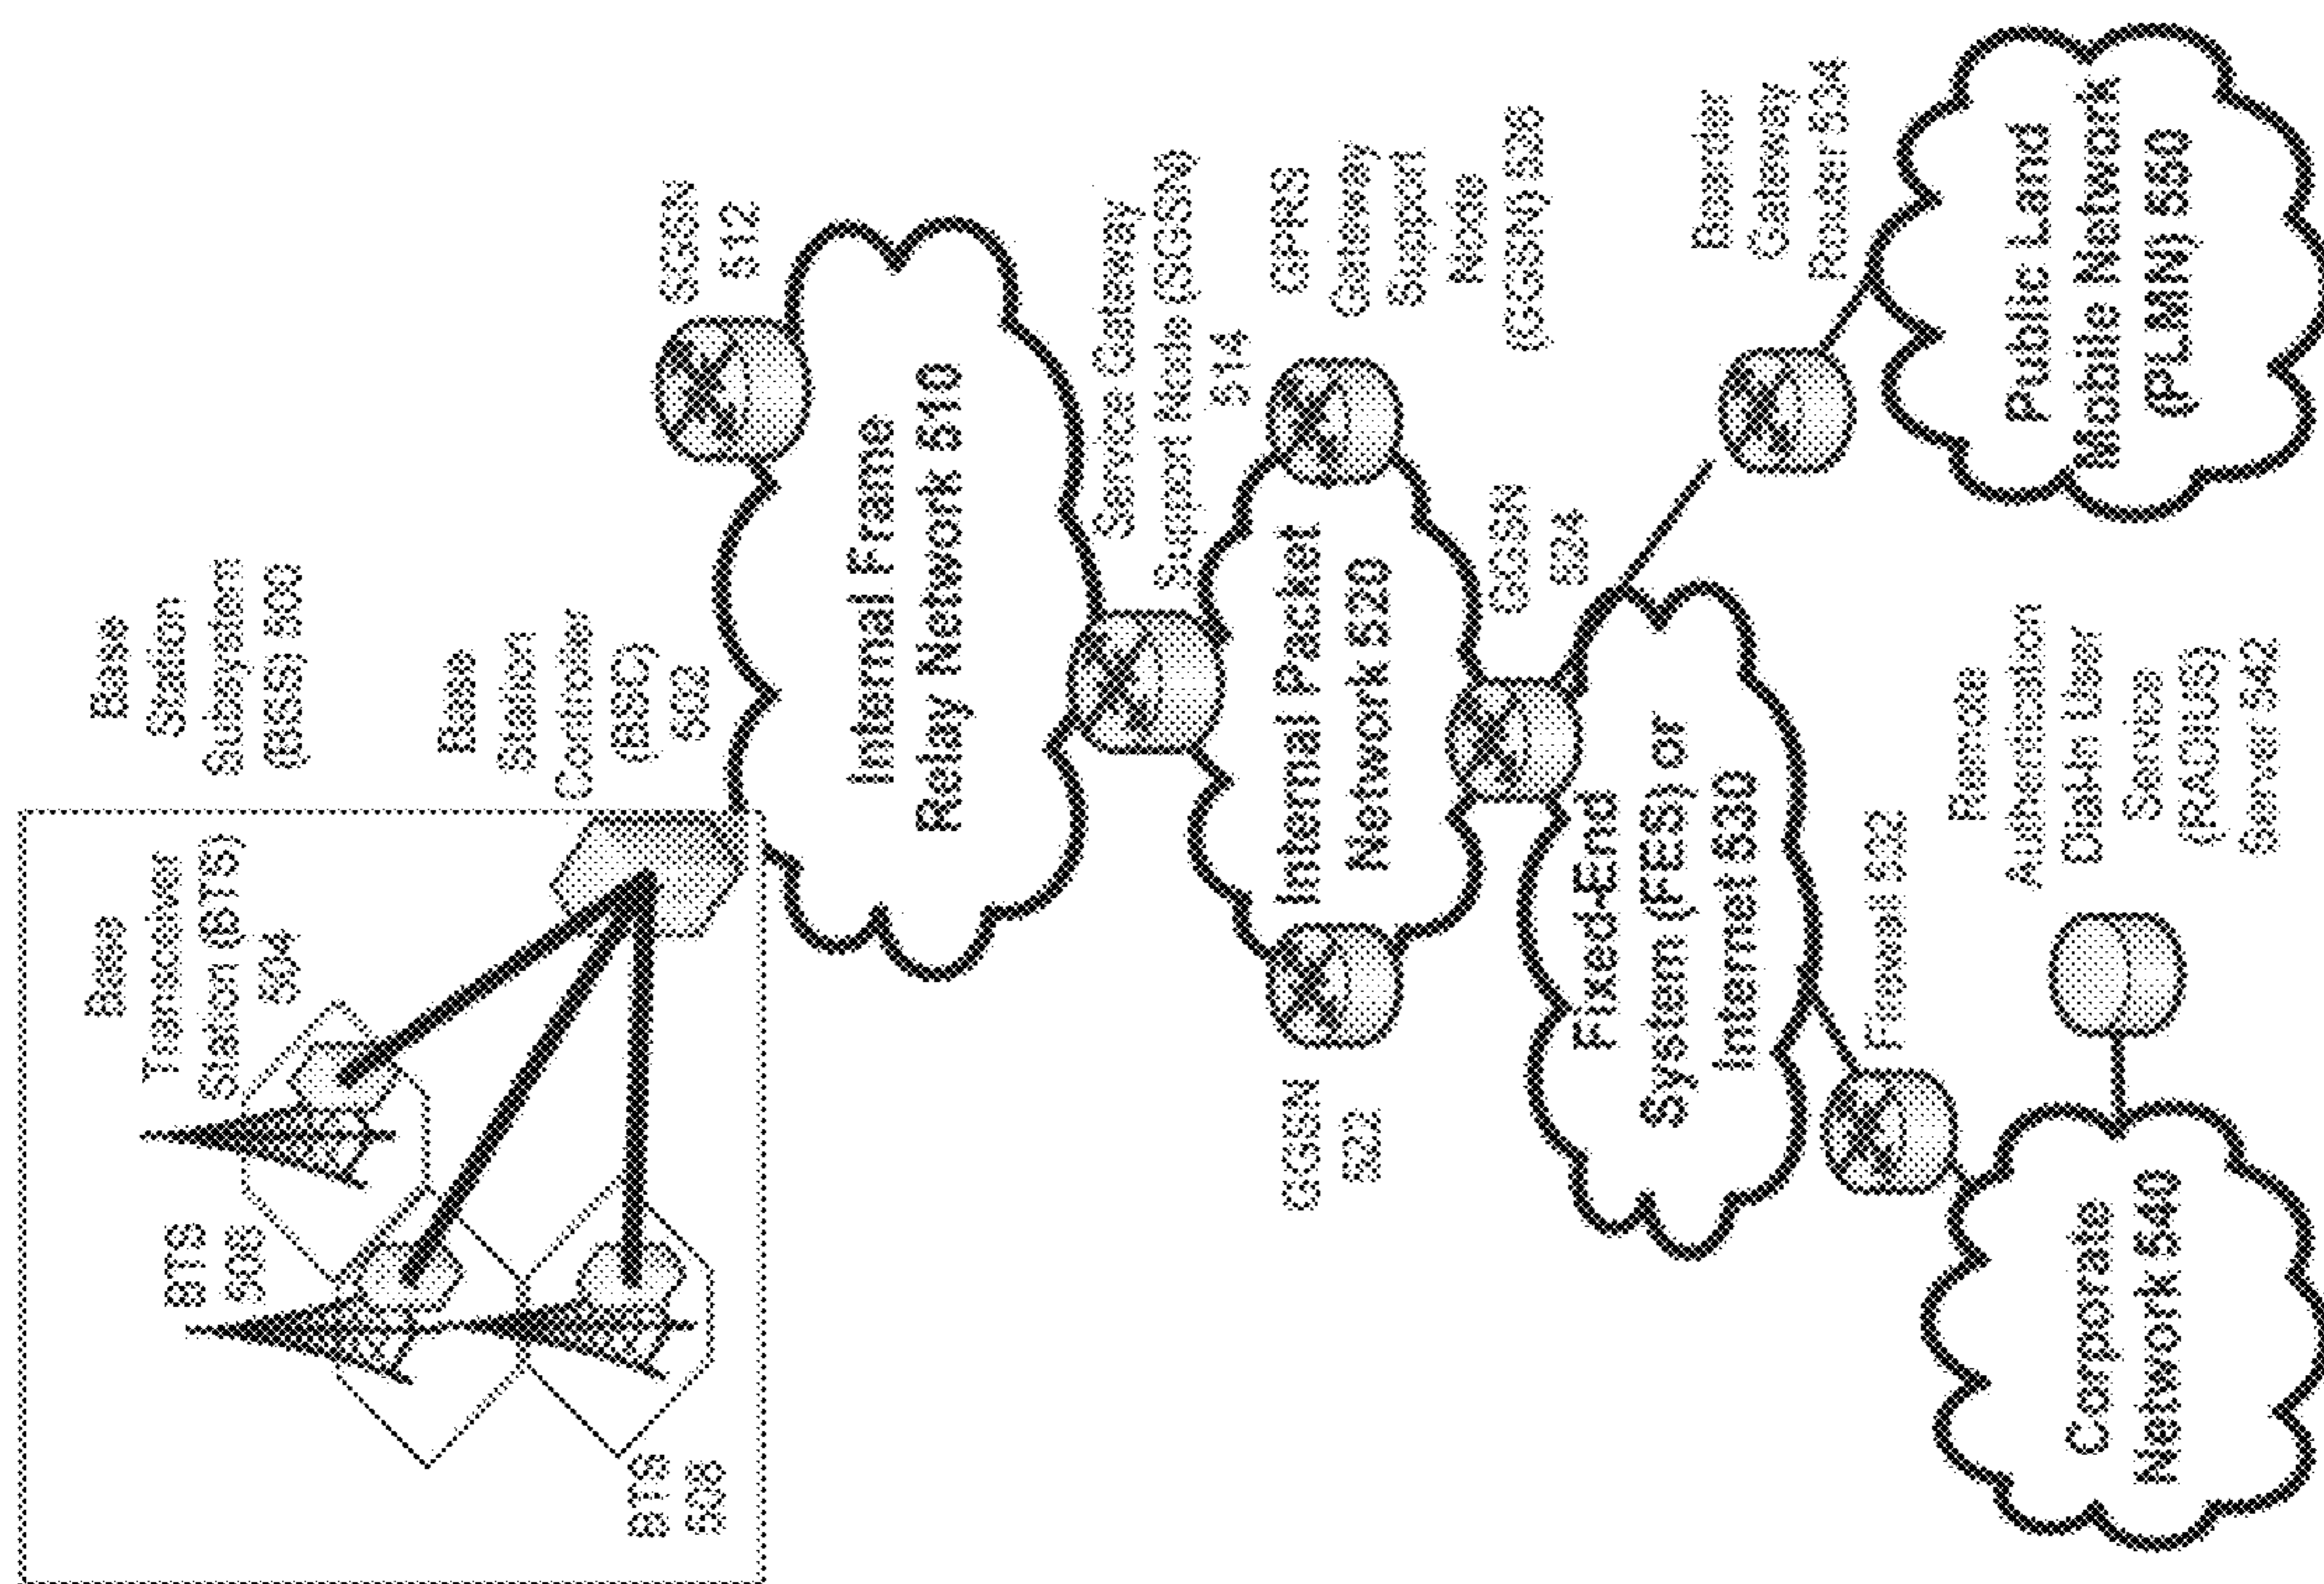 Base
Station
Subsystem
(BSS) 500
Base
Transceiver
Station (BTS)
504
BTS
506
BTS
508
Base
Station
Controller
(BSC)
502
SGSN
512
Internal Frame
Relay Network 510
Service Gateway
Support Node (SGSN)
514
GPRS
Gateway
Support
Node
(GGSN) 526
Internal Packet
Network 520
GGSN
522
GGSN
524
Fixed-End
System (FES) or
Internet 530
Border
Gateway
Router 534
Public Land
Mobile Network
(PLMN) 550
Firewall 532
Remote
Authentication
Dial-in User
Service
(RADIUS)
Server 542
Corporate
Network 540